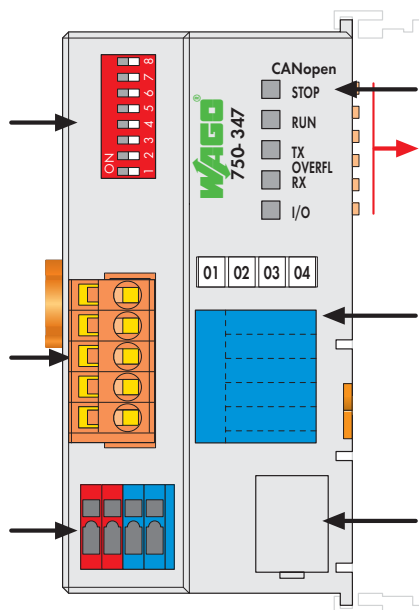 CANopen
STOP
RUN
TX
OVERFL
RX
I/O
WAGO®
750-347
ON
1 2 3 4 5 6 7 8
01 02 03 04